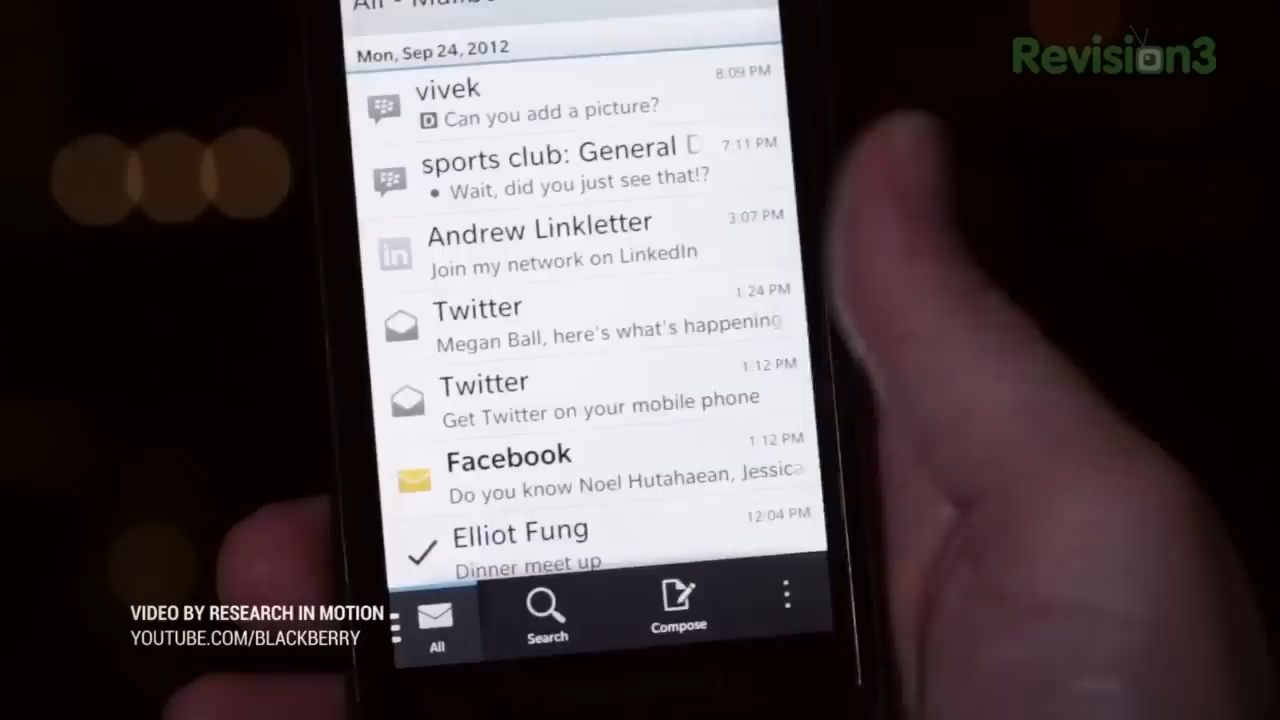 Revision3
Mon, Sep 24, 2012
vivek
8:09 PM
D Can you add a picture?
sports club: General
7:11 PM
• Wait, did you just see that!?
Andrew Linkletter
3:07 PM
in
Join my network on LinkedIn
Twitter
1:24 PM
Megan Ball, here's what's happening
Twitter
1:12 PM
Get Twitter on your mobile phone
Facebook
1:12 PM
Do you know Noel Hutahaean, Jessica
Elliot Fung
12:04 PM
Dinner meet up
All
Search
Compose
VIDEO BY RESEARCH IN MOTION
YOUTUBE.COM/BLACKBERRY